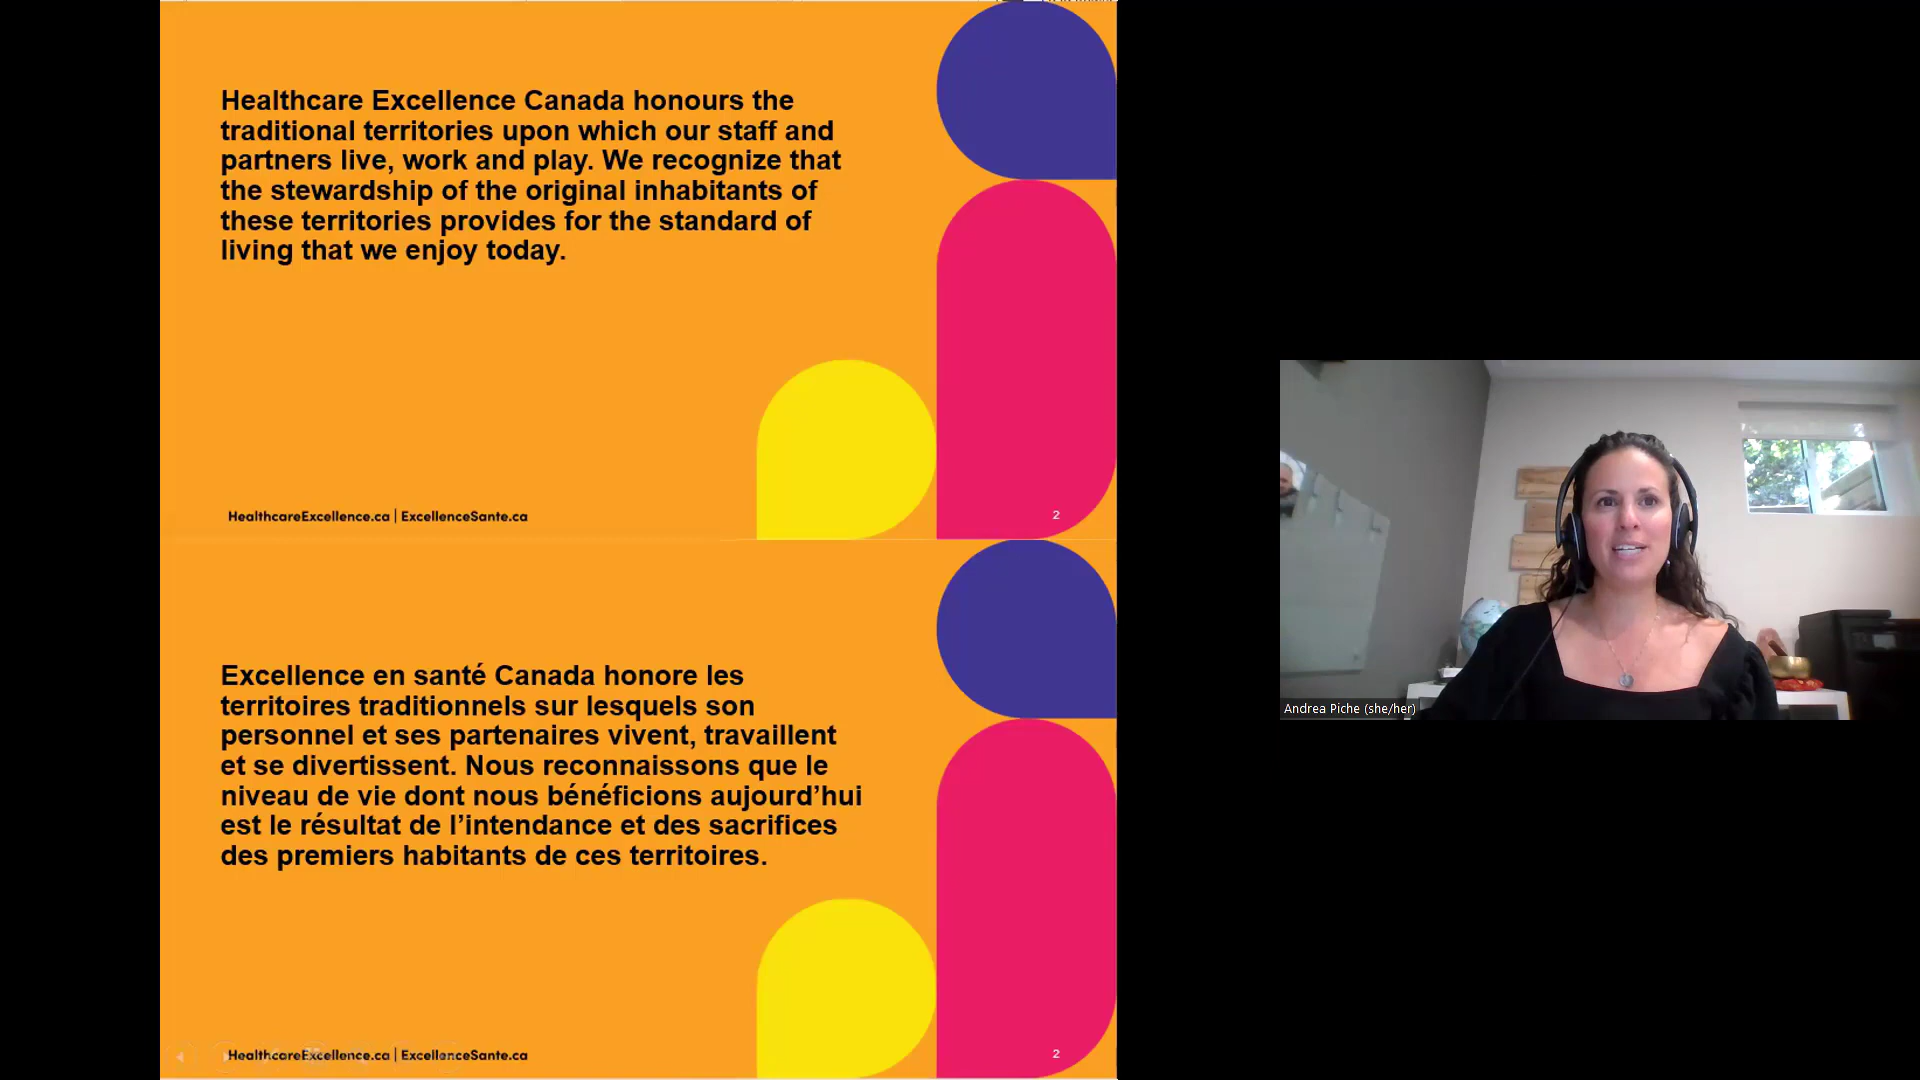 Healthcare Excellence Canada honours the
traditional territories upon which our staff and
partners live, work and play. We recognize that
the stewardship of the original inhabitants of
these territories provides for the standard of
living that we enjoy today.
HealthcareExcellence.ca | ExcellenceSante.ca
2
Excellence en santé Canada honore les
territoires traditionnels sur lesquels son
personnel et ses partenaires vivent, travaillent
et se divertissent. Nous reconnaissons que le
niveau de vie dont nous bénéficions aujourd’hui
est le résultat de l’intendance et des sacrifices
des premiers habitants de ces territoires.
HealthcareExcellence.ca | ExcellenceSante.ca
2
Andrea Piche (she/her)